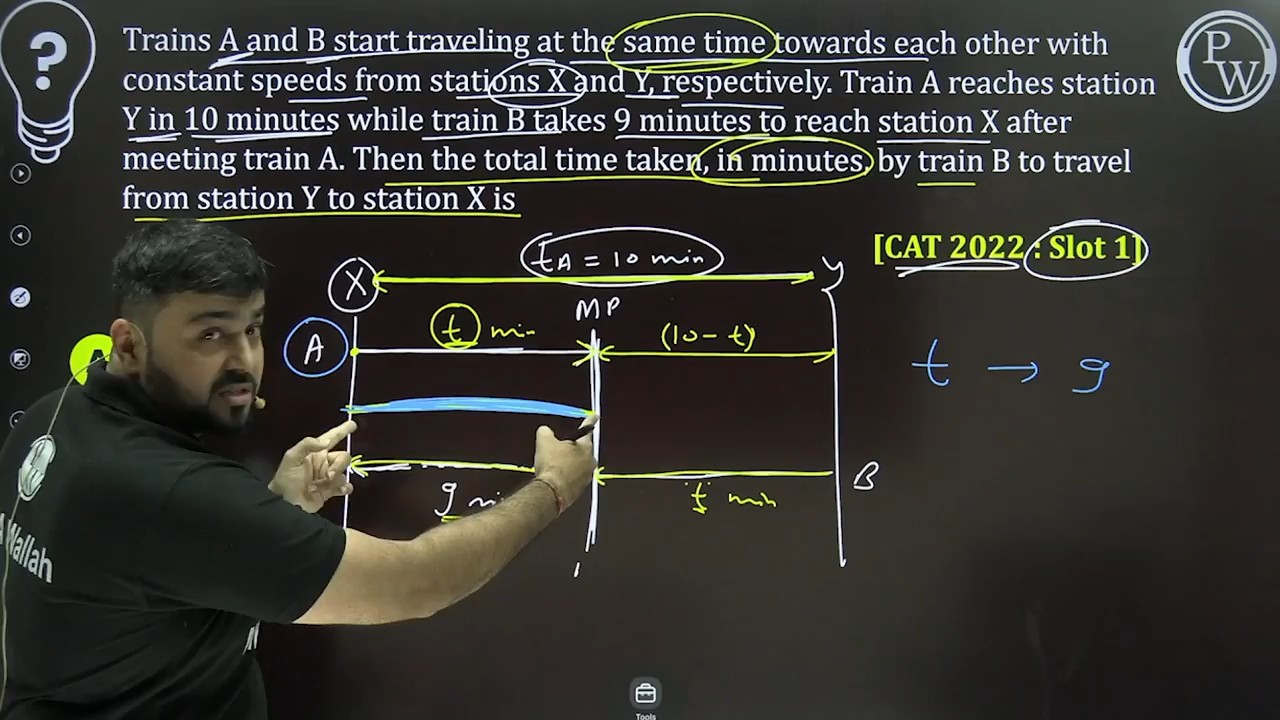 Trains A and B start traveling at the same time towards each other with
constant speeds from stations X and Y, respectively. Train A reaches station
Y in 10 minutes while train B takes 9 minutes to reach station X after
meeting train A. Then the total time taken, in minutes, by train B to travel
from station Y to station X is
[CAT 2022 : Slot 1]
P
W
tA = 10 min
X
Y
MP
A
t min
(10 - t)
t → 9
9 mi
t min
B
Wallah
Tools